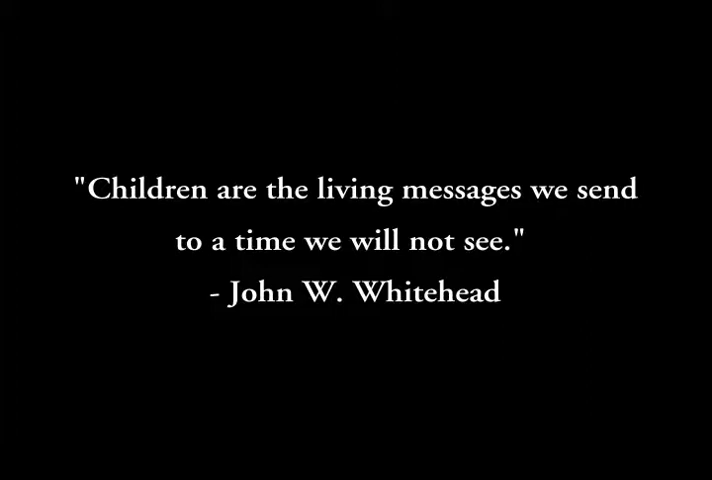 "Children are the living messages we send
to a time we will not see."
- John W. Whitehead